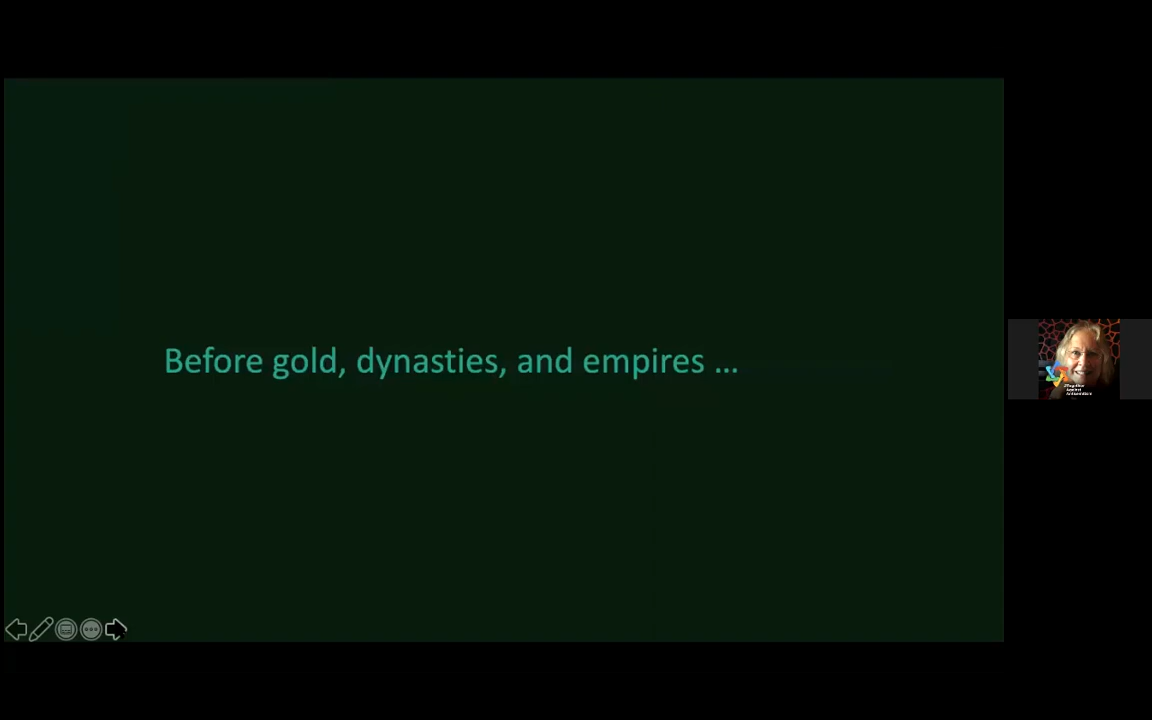 Before gold, dynasties, and empires ...